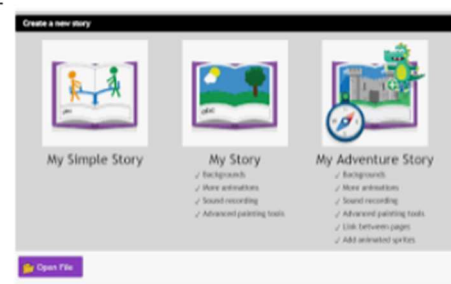 Create a new story
My Simple Story
My Story
✓ Backgrounds
✓ More animations
✓ Sound recording
✓ Advanced painting tools
My Adventure Story
✓ Backgrounds
✓ More animations
✓ Sound recording
✓ Advanced painting tools
✓ Link between pages
✓ Add animated sprites
Open File